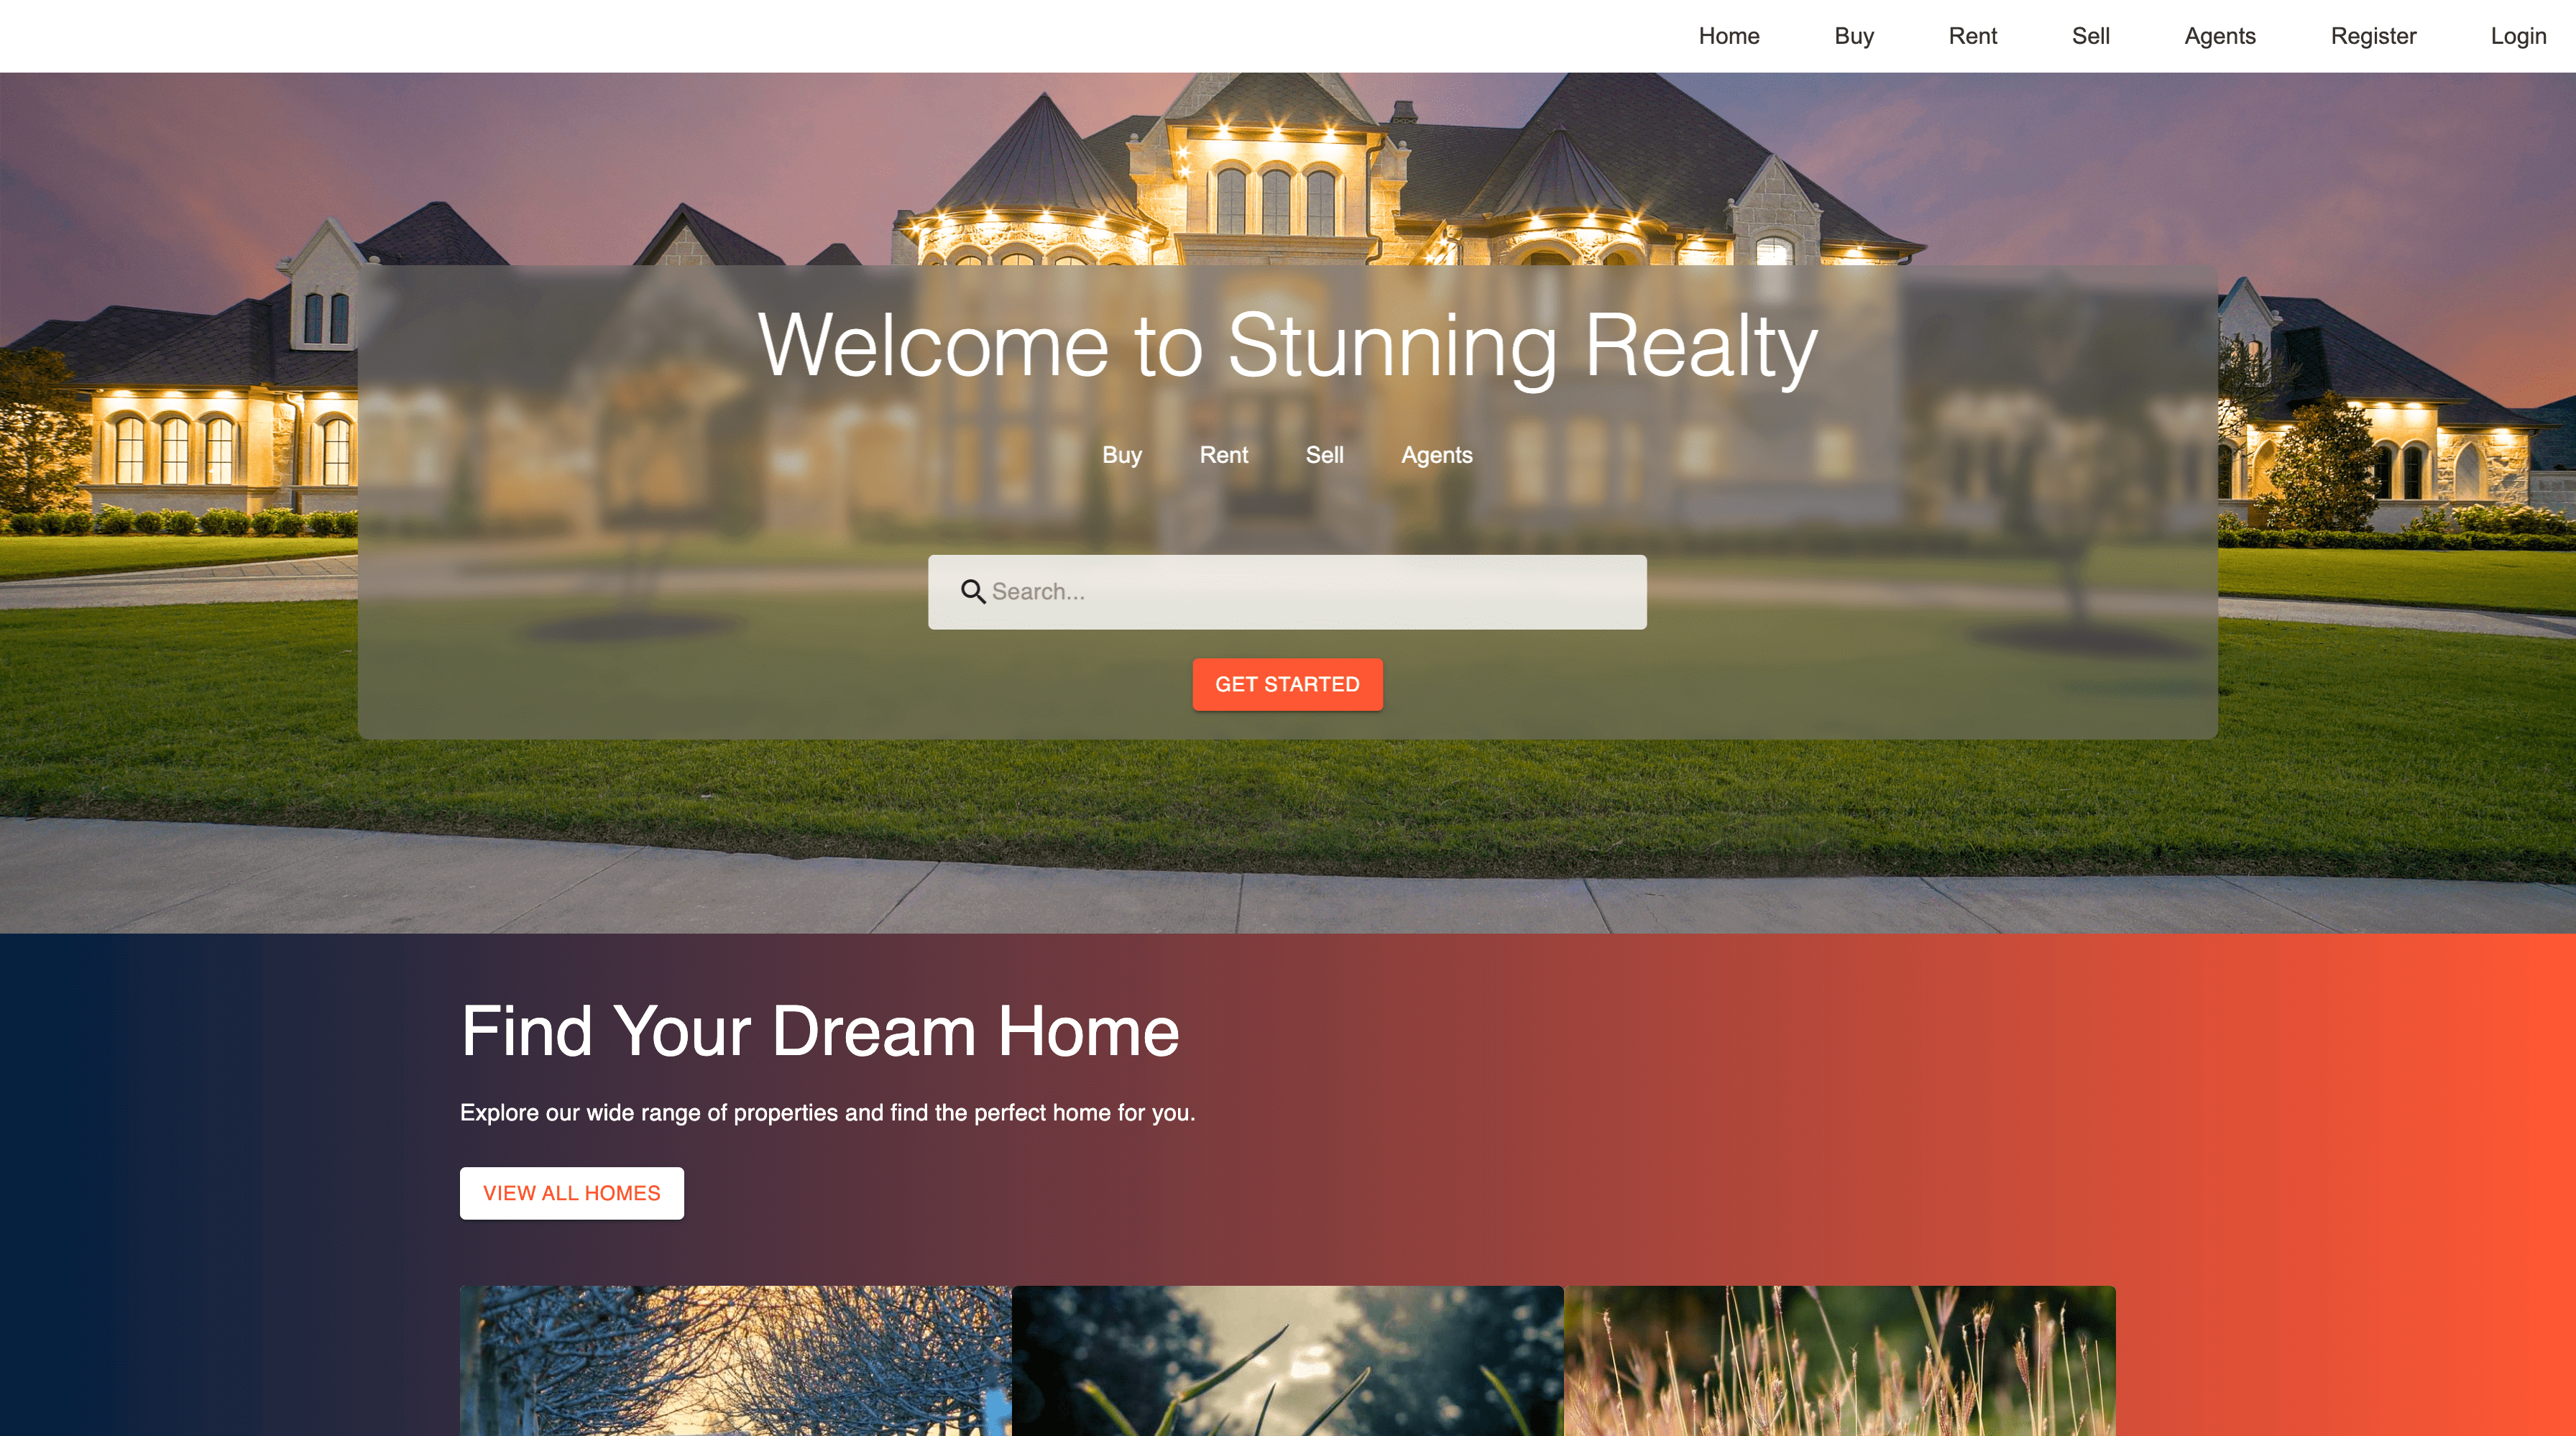 Home Buy Rent Sell Agents Register Login
Welcome to Stunning Realty
Buy Rent Sell Agents
Search...
GET STARTED
Find Your Dream Home
Explore our wide range of properties and find the perfect home for you.
VIEW ALL HOMES